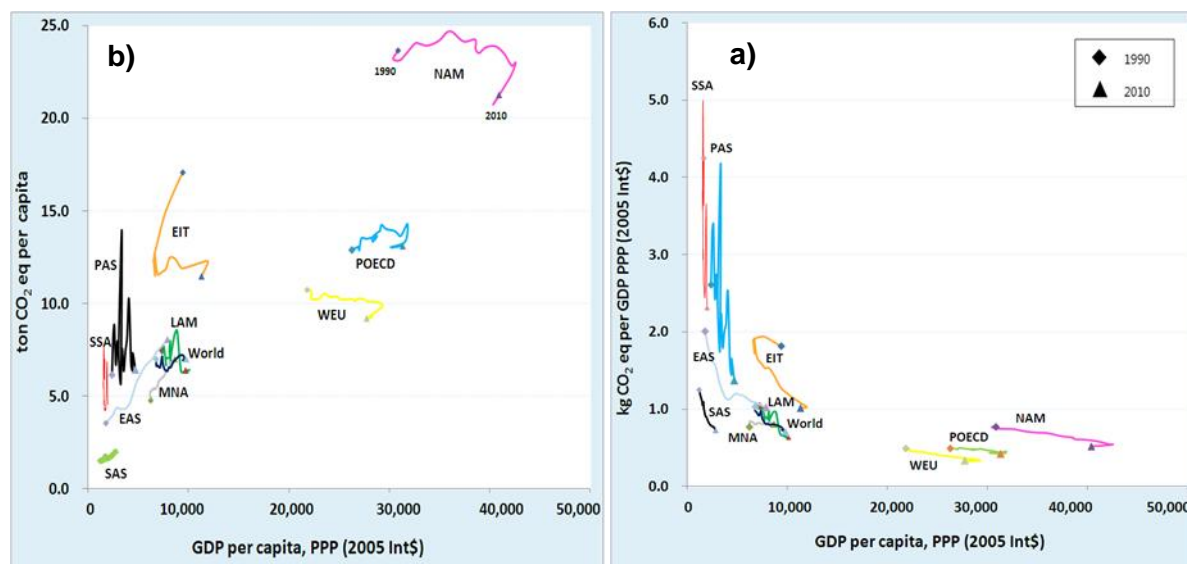 b)
ton CO2 eq per capita
25.0
20.0
15.0
10.0
5.0
0.0
1990
NAM
2010
EIT
PAS
POECD
WEU
LAM
SSA
World
MNA
EAS
SAS
0
10,000
20,000
30,000
40,000
50,000
GDP per capita, PPP (2005 Int$)
a)
1990
2010
kg CO2 eq per GDP PPP (2005 Int$)
6.0
5.0
4.0
3.0
2.0
1.0
0.0
SSA
PAS
EAS
EIT
SAS
LAM
MNA
World
NAM
POECD
WEU
0
10,000
20,000
30,000
40,000
50,000
GDP per capita, PPP (2005 Int$)